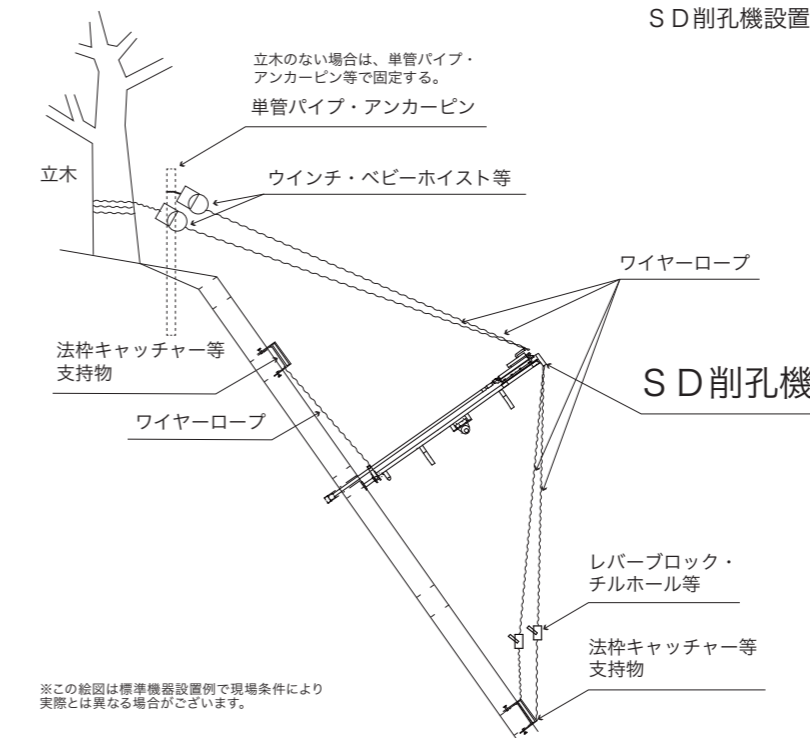 ＳＤ削孔機設置
立木のない場合は、単管パイプ・
アンカーピン等で固定する。
単管パイプ・アンカーピン
立木
ウインチ・ベビーホイスト等
ワイヤーロープ
法枠キャッチャー等
支持物
ＳＤ削孔機
ワイヤーロープ
レバーブロック・
チルホール等
法枠キャッチャー等
支持物
※この絵図は標準機器設置例で現場条件により
実際とは異なる場合がございます。